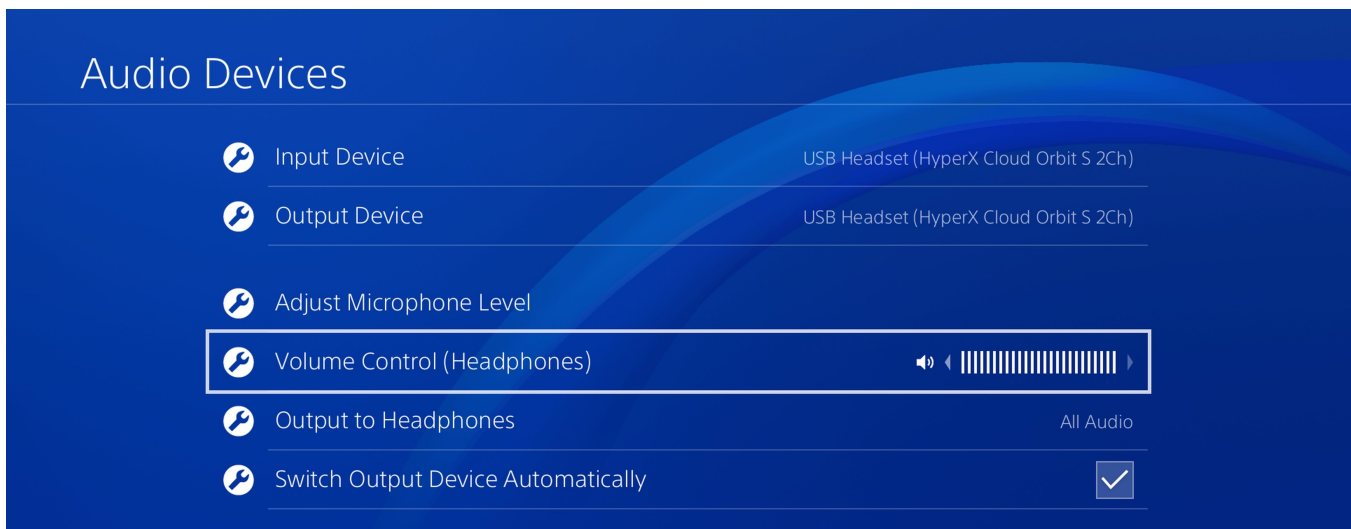 Audio Devices
Input Device USB Headset (HyperX Cloud Orbit S 2Ch)
Output Device USB Headset (HyperX Cloud Orbit S 2Ch)
Adjust Microphone Level
Volume Control (Headphones)
Output to Headphones All Audio
Switch Output Device Automatically